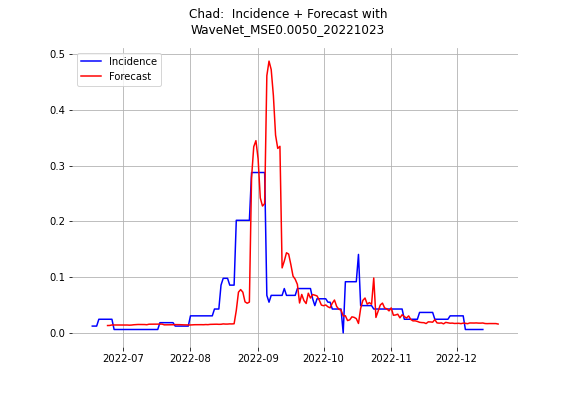 Chad:  Incidence + Forecast with
WaveNet_MSE0.0050_20221023
Incidence
Forecast
0.5
0.4
0.3
0.2
0.1
0.0
2022-07 2022-08 2022-09 2022-10 2022-11 2022-12